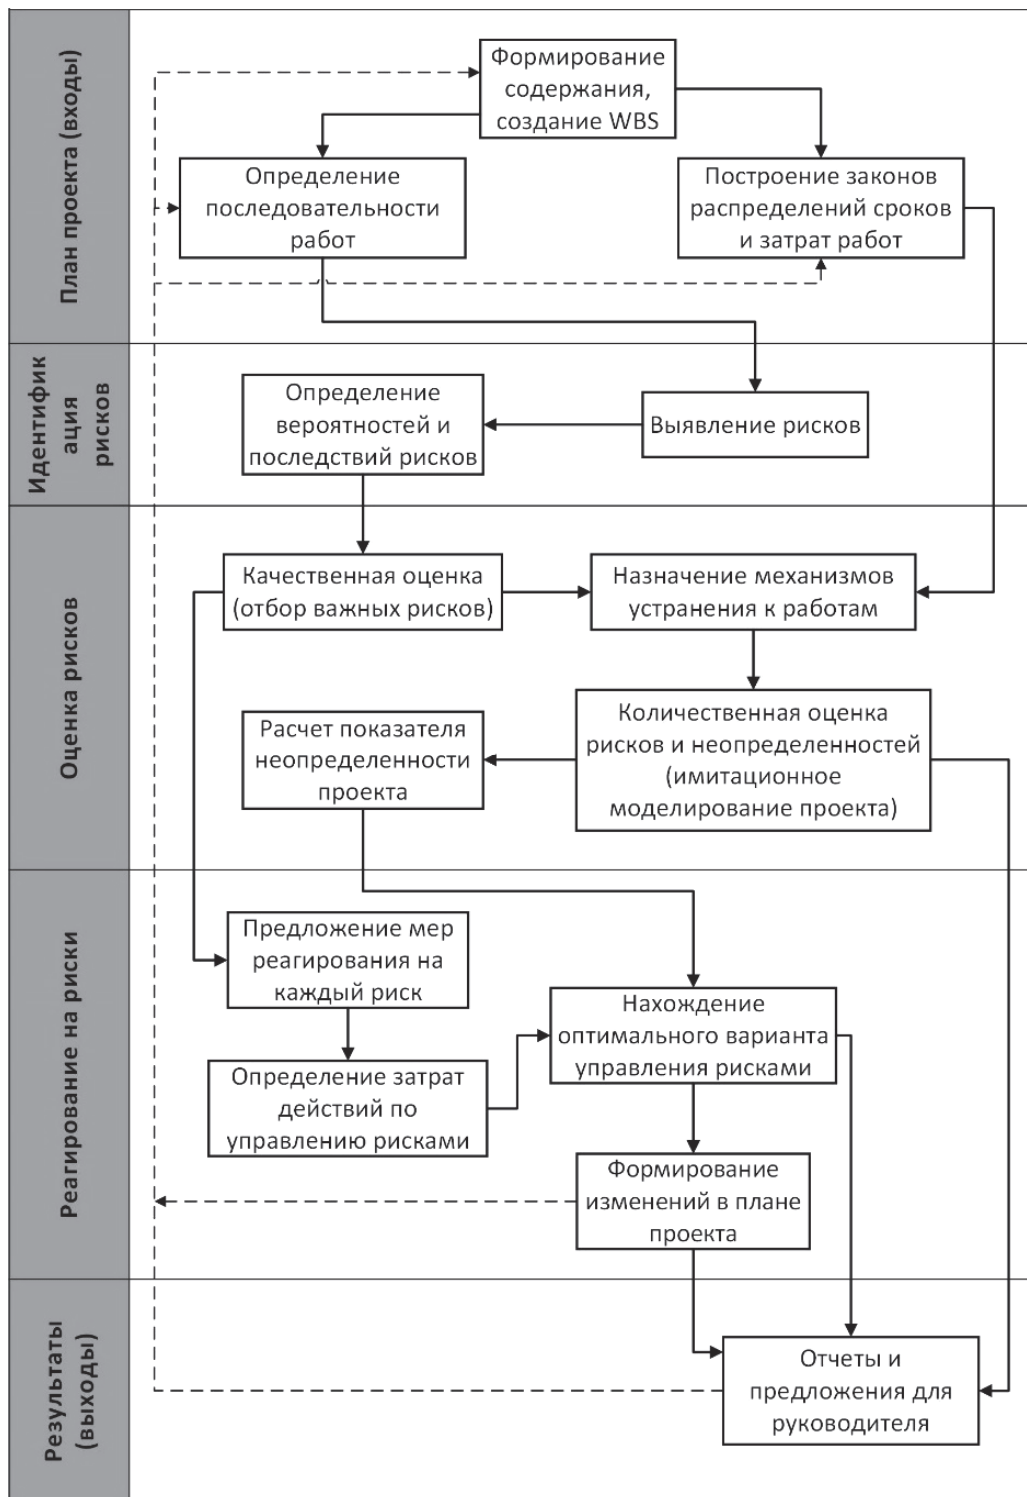 План проекта (входы)
Формирование
содержания,
создание WBS
Определение
последовательности
работ
Построение законов
распределений сроков
и затрат работ
Идентифик
ация
рисков
Определение
вероятностей и
последствий рисков
Выявление рисков
Оценка рисков
Качественная оценка
(отбор важных рисков)
Назначение механизмов
устранения к работам
Расчет показателя
неопределенности
проекта
Количественная оценка
рисков и неопределенностей
(имитационное
моделирование проекта)
Реагирование на риски
Предложение мер
реагирования на
каждый риск
Нахождение
оптимального варианта
управления рисками
Определение затрат
действий по
управлению рисками
Формирование
изменений в плане
проекта
Результаты
(выходы)
Отчеты и
предложения для
руководителя